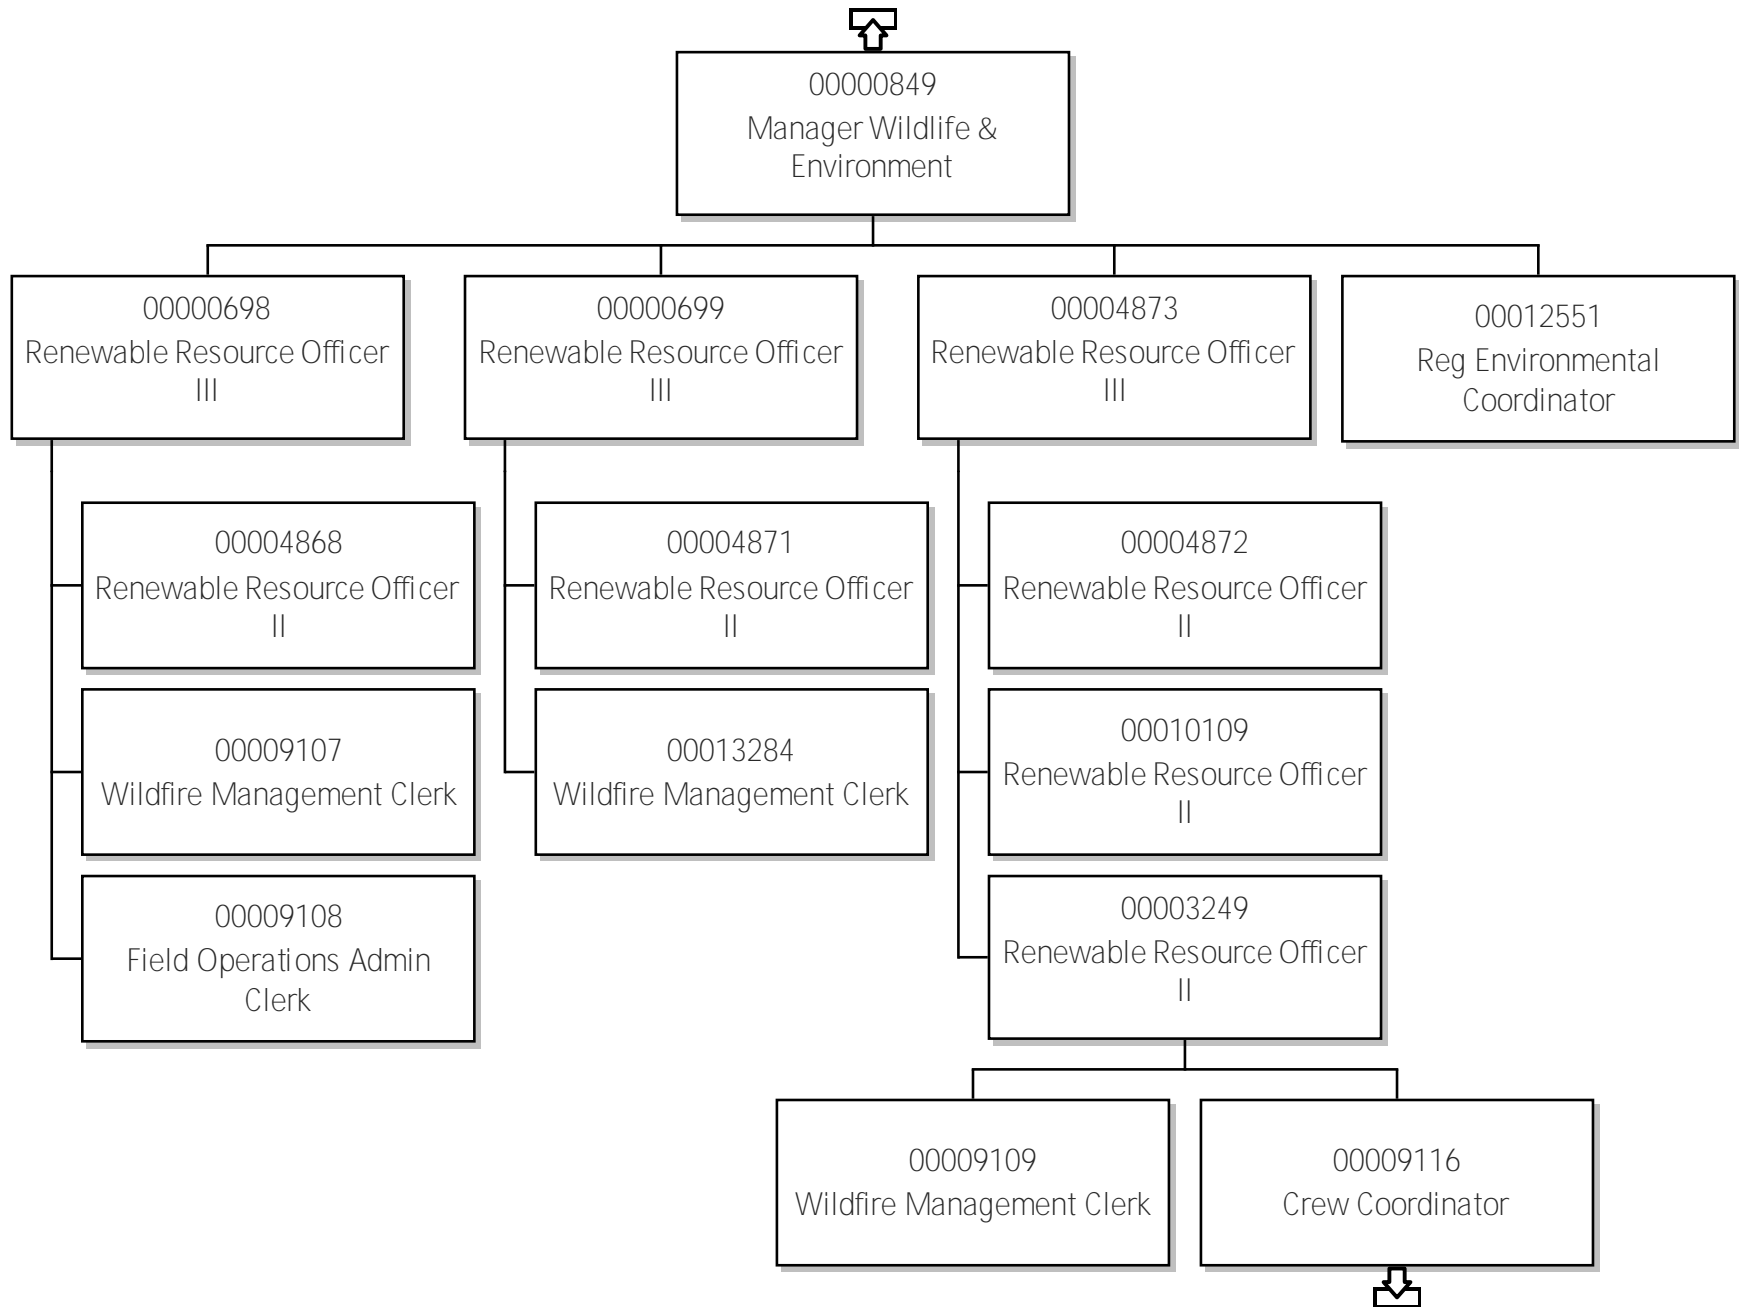 00000849
Manager Wildlife &
Environment
00000698
Renewable Resource Officer
III
00000699
Renewable Resource Officer
III
00004873
Renewable Resource Officer
III
00012551
Reg Environmental
Coordinator
00004868
Renewable Resource Officer
II
00004871
Renewable Resource Officer
II
00004872
Renewable Resource Officer
II
00009107
Wildfire Management Clerk
00013284
Wildfire Management Clerk
00010109
Renewable Resource Officer
II
00009108
Field Operations Admin
Clerk
00003249
Renewable Resource Officer
II
00009109
Wildfire Management Clerk
00009116
Crew Coordinator